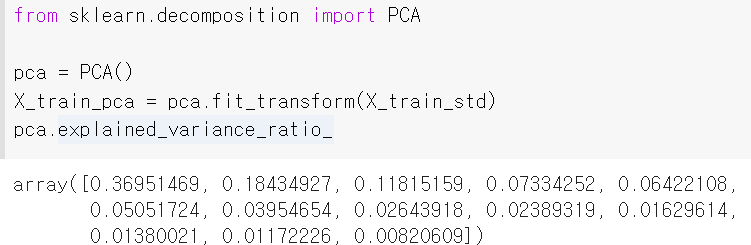 from sklearn.decomposition import PCA
pca = PCA()
X_train_pca = pca.fit_transform(X_train_std)
pca.explained_variance_ratio_
array([0.36951469, 0.18434927, 0.11815159, 0.07334252, 0.06422108,
0.05051724, 0.03954654, 0.02643918, 0.02389319, 0.01629614,
0.01380021, 0.01172226, 0.00820609])